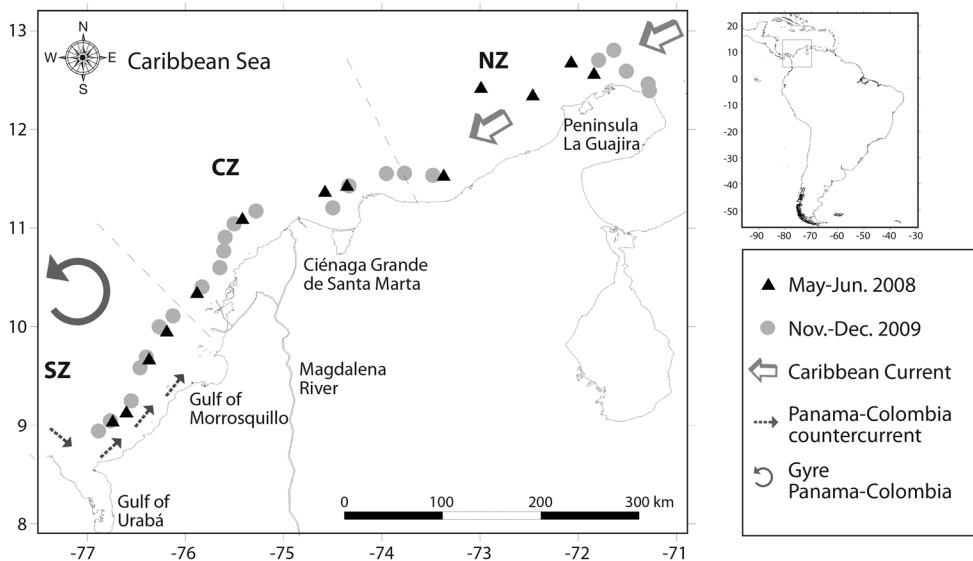 13
12
11
10
9
8
N
W
E
S
Caribbean Sea
NZ
CZ
SZ
Peninsula
La Guajira
Ciénaga Grande
de Santa Marta
Magdalena
River
Gulf of
Morrosquillo
Gulf of
Urabá
0 100 200 300 km
-77 -76 -75 -74 -73 -72 -71
20
10
0
-10
-20
-30
-40
-50
-90 -80 -70 -60 -50 -40 -30
May-Jun. 2008
Nov.-Dec. 2009
Caribbean Current
Panama-Colombia
countercurrent
Gyre
Panama-Colombia